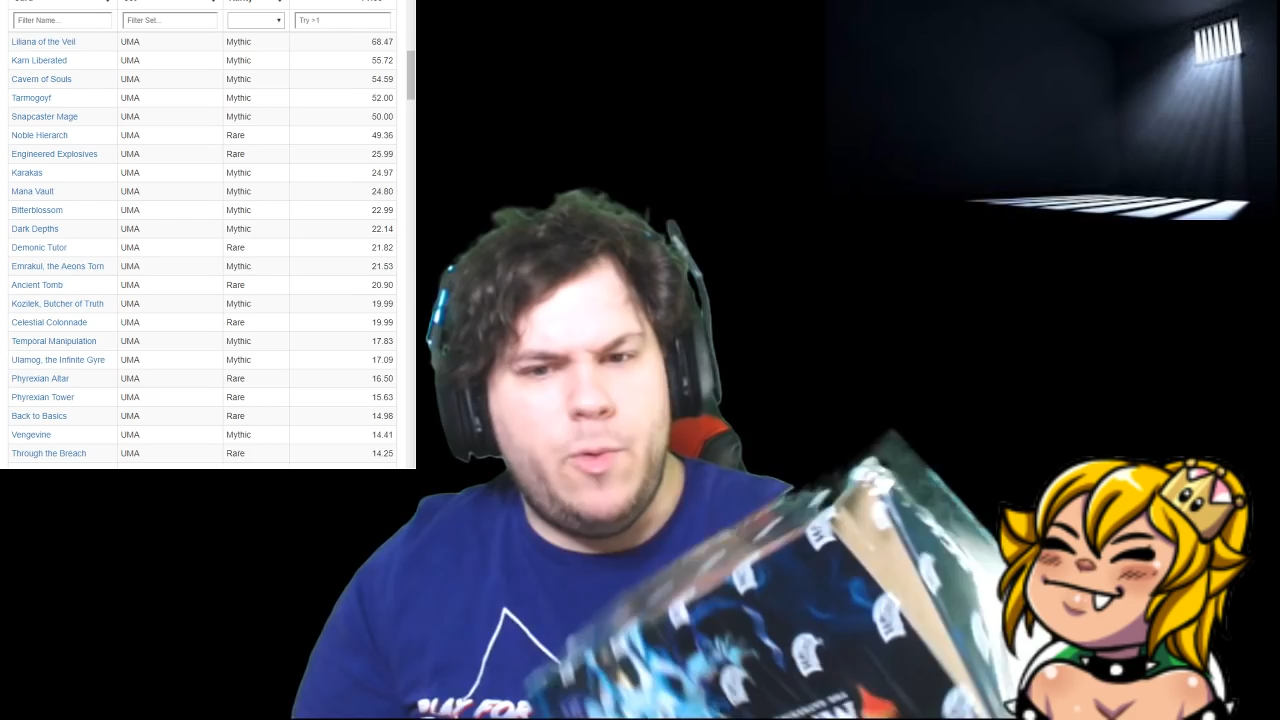 Filter Name... Filter Set... Try >1
Liliana of the Veil UMA Mythic 68.47
Karn Liberated UMA Mythic 55.72
Cavern of Souls UMA Mythic 54.59
Tarmogoyf UMA Mythic 52.00
Snapcaster Mage UMA Mythic 50.00
Noble Hierarch UMA Rare 49.36
Engineered Explosives UMA Rare 25.99
Karakas UMA Mythic 24.97
Mana Vault UMA Mythic 24.80
Bitterblossom UMA Mythic 22.99
Dark Depths UMA Mythic 22.14
Demonic Tutor UMA Rare 21.82
Emrakul, the Aeons Torn UMA Mythic 21.53
Ancient Tomb UMA Rare 20.90
Kozilek, Butcher of Truth UMA Mythic 19.99
Celestial Colonnade UMA Rare 19.99
Temporal Manipulation UMA Mythic 17.83
Ulamog, the Infinite Gyre UMA Mythic 17.09
Phyrexian Altar UMA Rare 16.50
Phyrexian Tower UMA Rare 15.63
Back to Basics UMA Rare 14.98
Vengevine UMA Mythic 14.41
Through the Breach UMA Rare 14.25
PLAY FOR